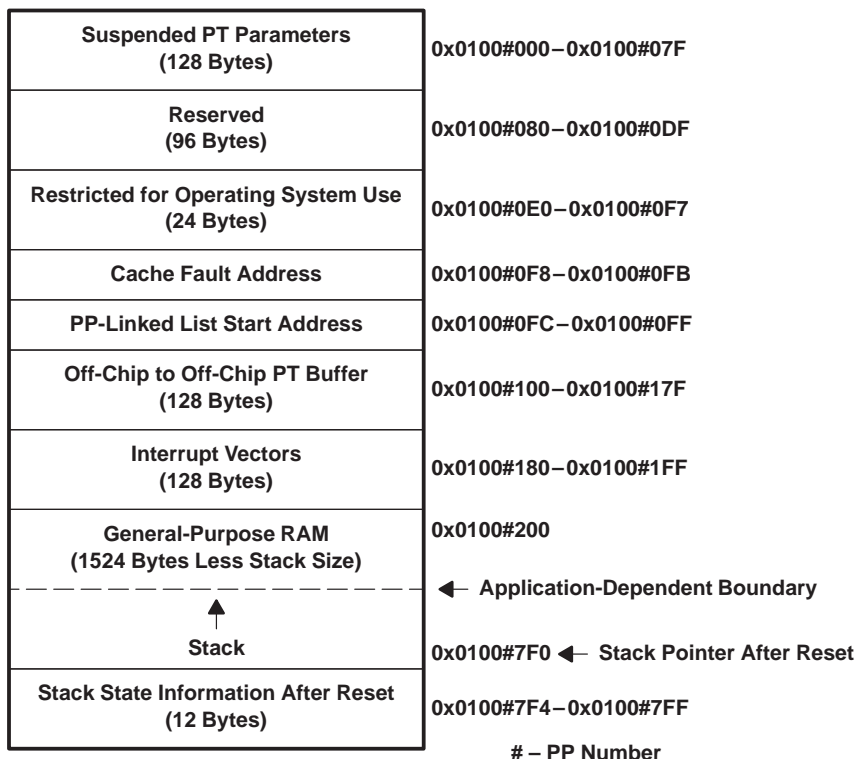 Suspended PT Parameters
(128 Bytes)
0x0100#000–0x0100#07F
Reserved
(96 Bytes)
0x0100#080–0x0100#0DF
Restricted for Operating System Use
(24 Bytes)
0x0100#0E0–0x0100#0F7
Cache Fault Address
0x0100#0F8–0x0100#0FB
PP-Linked List Start Address
0x0100#0FC–0x0100#0FF
Off-Chip to Off-Chip PT Buffer
(128 Bytes)
0x0100#100–0x0100#17F
Interrupt Vectors
(128 Bytes)
0x0100#180–0x0100#1FF
General-Purpose RAM
(1524 Bytes Less Stack Size)
0x0100#200
Application-Dependent Boundary
Stack
0x0100#7F0
Stack Pointer After Reset
Stack State Information After Reset
(12 Bytes)
0x0100#7F4–0x0100#7FF
# – PP Number